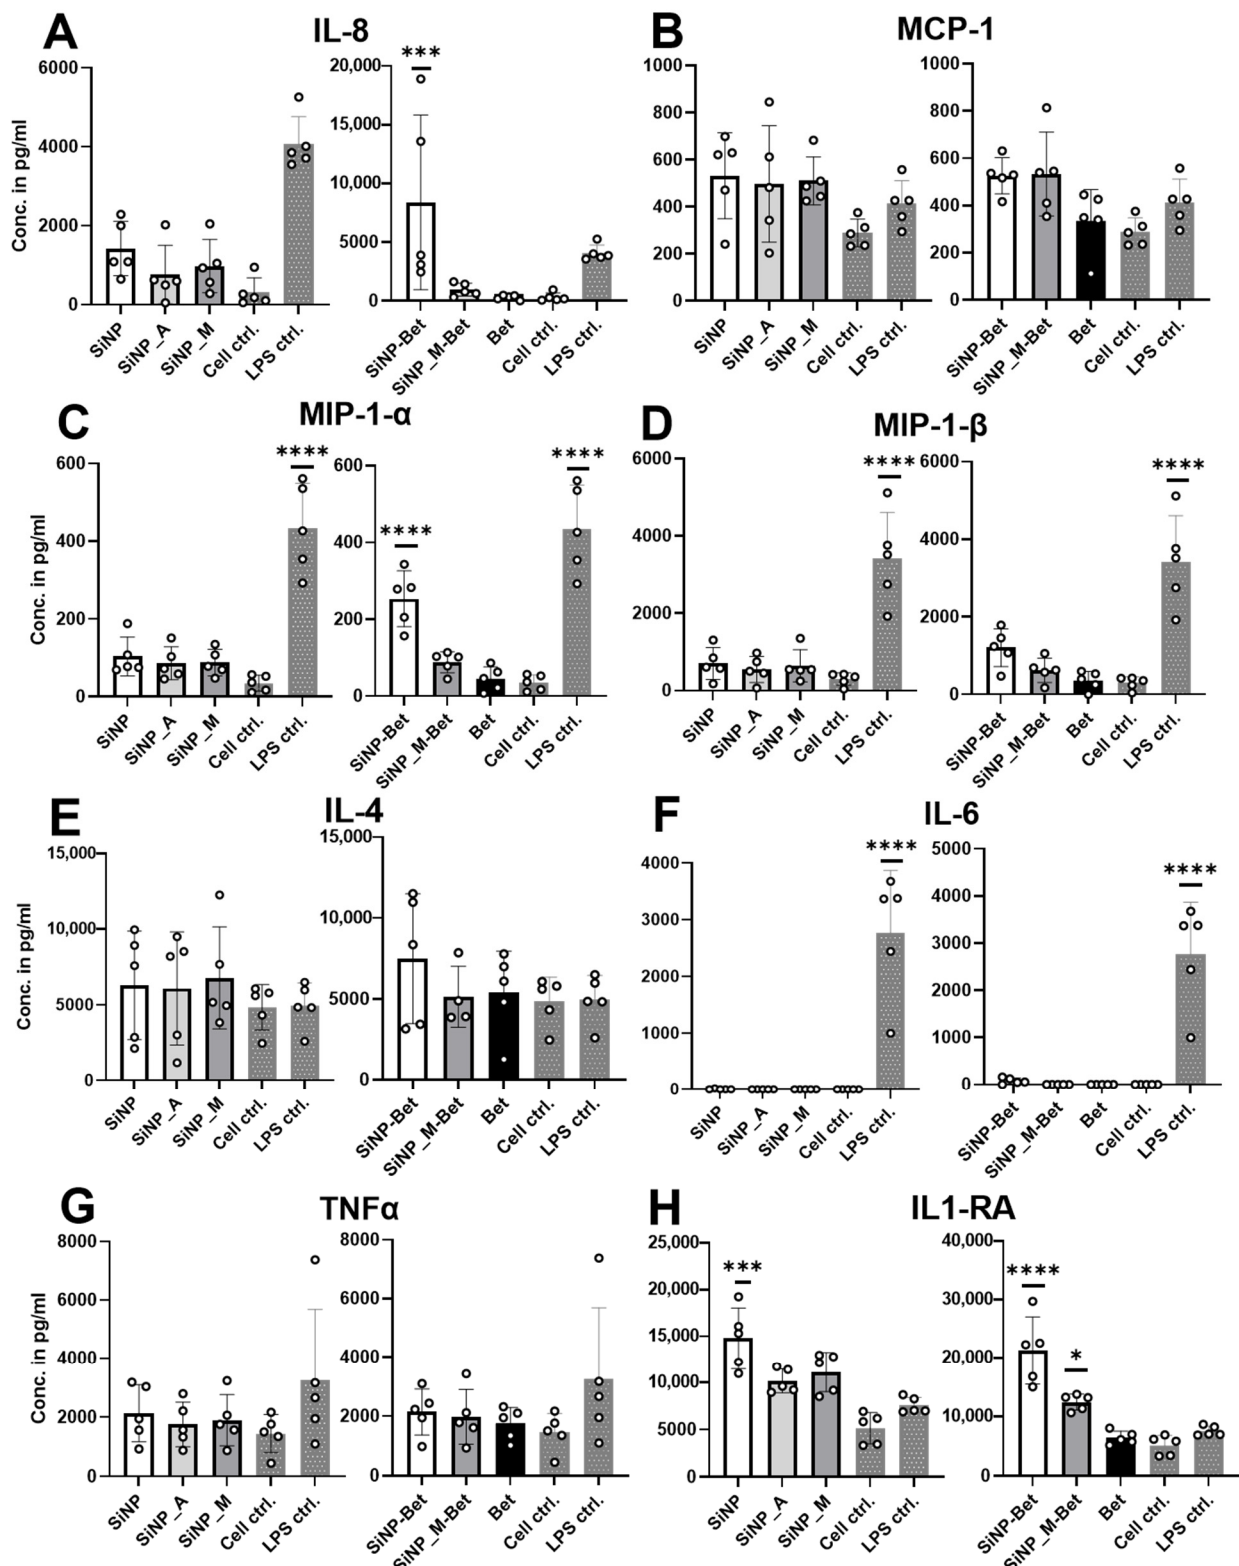 A IL-8
Conc. in pg/ml
6000
4000
2000
0
SiNP
SiNP_A
SiNP_M
Cell ctrl.
LPS ctrl.
***
20,000
15,000
10,000
5000
0
SiNP-Bet
SiNP_M-Bet
Bet
Cell ctrl.
LPS ctrl.
B MCP-1
1000
800
600
400
200
0
SiNP
SiNP_A
SiNP_M
Cell ctrl.
LPS ctrl.
1000
800
600
400
200
0
SiNP-Bet
SiNP_M-Bet
Bet
Cell ctrl.
LPS ctrl.
C MIP-1-α
Conc. in pg/ml
****
600
400
200
0
SiNP
SiNP_A
SiNP_M
Cell ctrl.
LPS ctrl.
****
****
600
400
200
0
SiNP-Bet
SiNP_M-Bet
Bet
Cell ctrl.
LPS ctrl.
D MIP-1-β
****
6000
4000
2000
0
SiNP
SiNP_A
SiNP_M
Cell ctrl.
LPS ctrl.
****
6000
4000
2000
0
SiNP-Bet
SiNP_M-Bet
Bet
Cell ctrl.
LPS ctrl.
E IL-4
Conc. in pg/ml
15,000
10,000
5000
0
SiNP
SiNP_A
SiNP_M
Cell ctrl.
LPS ctrl.
15,000
10,000
5000
0
SiNP-Bet
SiNP_M-Bet
Bet
Cell ctrl.
LPS ctrl.
F IL-6
****
4000
3000
2000
1000
0
SiNP
SiNP_A
SiNP_M
Cell ctrl.
LPS ctrl.
****
5000
4000
3000
2000
1000
0
SiNP-Bet
SiNP_M-Bet
Bet
Cell ctrl.
LPS ctrl.
G TNFα
Conc. in pg/ml
8000
6000
4000
2000
0
SiNP
SiNP_A
SiNP_M
Cell ctrl.
LPS ctrl.
8000
6000
4000
2000
0
SiNP-Bet
SiNP_M-Bet
Bet
Cell ctrl.
LPS ctrl.
H IL1-RA
***
25,000
20,000
15,000
10,000
5000
0
SiNP
SiNP_A
SiNP_M
Cell ctrl.
LPS ctrl.
****
*
40,000
30,000
20,000
10,000
0
SiNP-Bet
SiNP_M-Bet
Bet
Cell ctrl.
LPS ctrl.